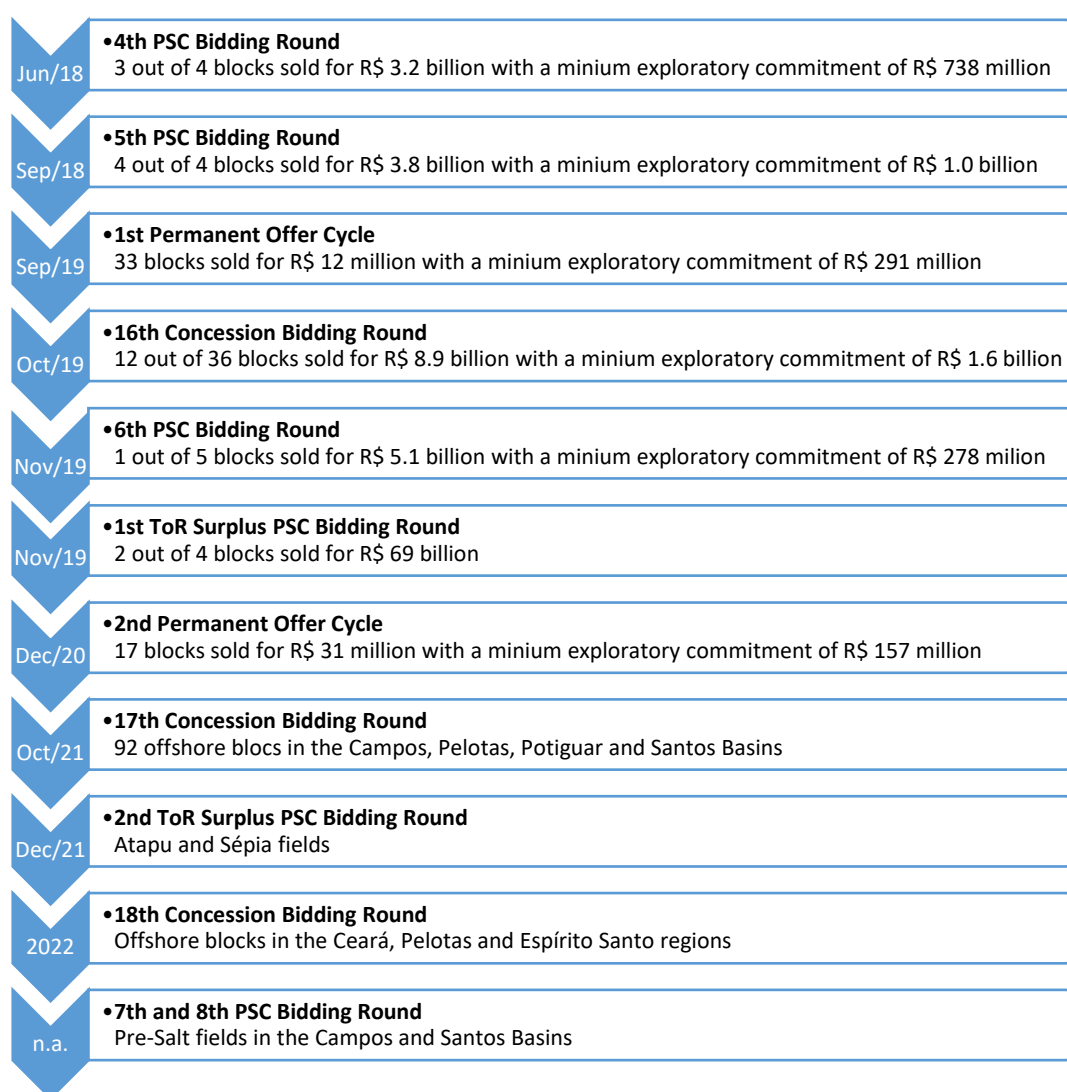 Jun/18
•4th PSC Bidding Round
3 out of 4 blocks sold for R$ 3.2 billion with a minium exploratory commitment of R$ 738 million
Sep/18
•5th PSC Bidding Round
4 out of 4 blocks sold for R$ 3.8 billion with a minium exploratory commitment of R$ 1.0 billion
Sep/19
•1st Permanent Offer Cycle
33 blocks sold for R$ 12 million with a minium exploratory commitment of R$ 291 million
Oct/19
•16th Concession Bidding Round
12 out of 36 blocks sold for R$ 8.9 billion with a minium exploratory commitment of R$ 1.6 billion
Nov/19
•6th PSC Bidding Round
1 out of 5 blocks sold for R$ 5.1 billion with a minium exploratory commitment of R$ 278 milion
Nov/19
•1st ToR Surplus PSC Bidding Round
2 out of 4 blocks sold for R$ 69 billion
Dec/20
•2nd Permanent Offer Cycle
17 blocks sold for R$ 31 million with a minium exploratory commitment of R$ 157 million
Oct/21
•17th Concession Bidding Round
92 offshore blocs in the Campos, Pelotas, Potiguar and Santos Basins
Dec/21
•2nd ToR Surplus PSC Bidding Round
Atapu and Sépia fields
2022
•18th Concession Bidding Round
Offshore blocks in the Ceará, Pelotas and Espírito Santo regions
n.a.
•7th and 8th PSC Bidding Round
Pre-Salt fields in the Campos and Santos Basins